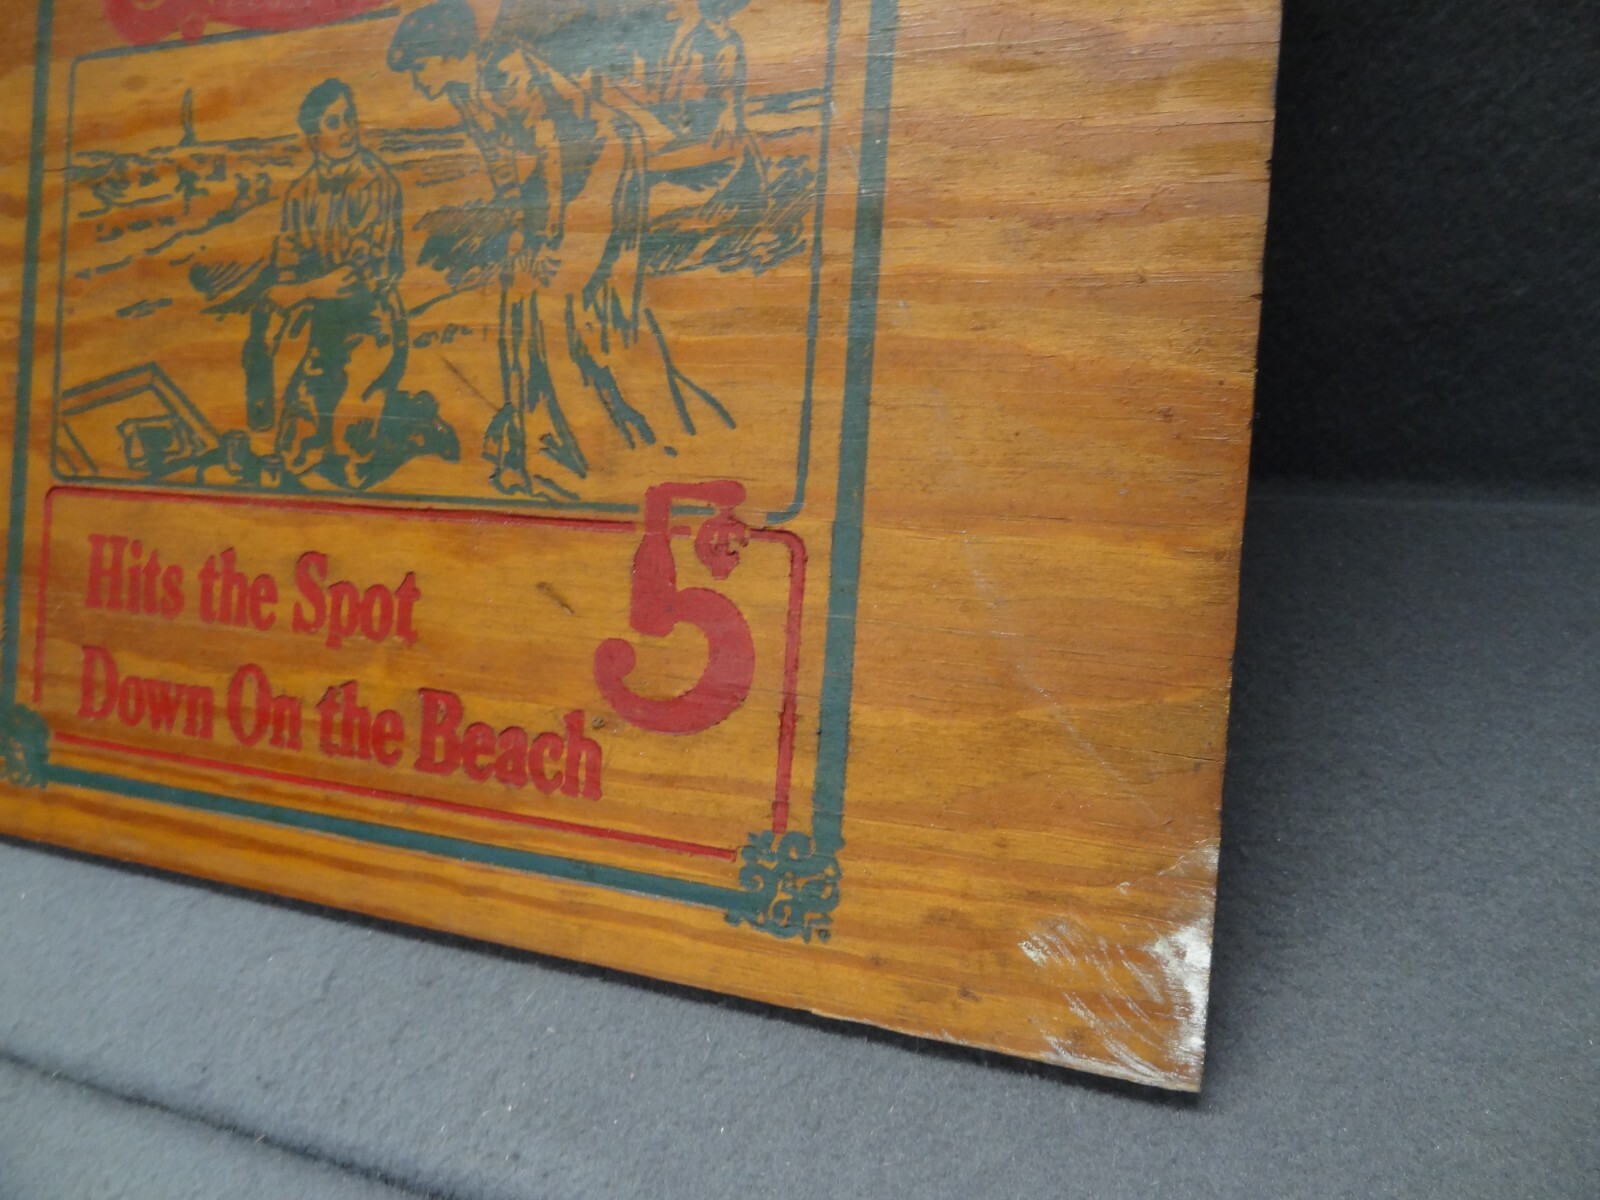 5¢
Hits the Spot
Down On the Beach